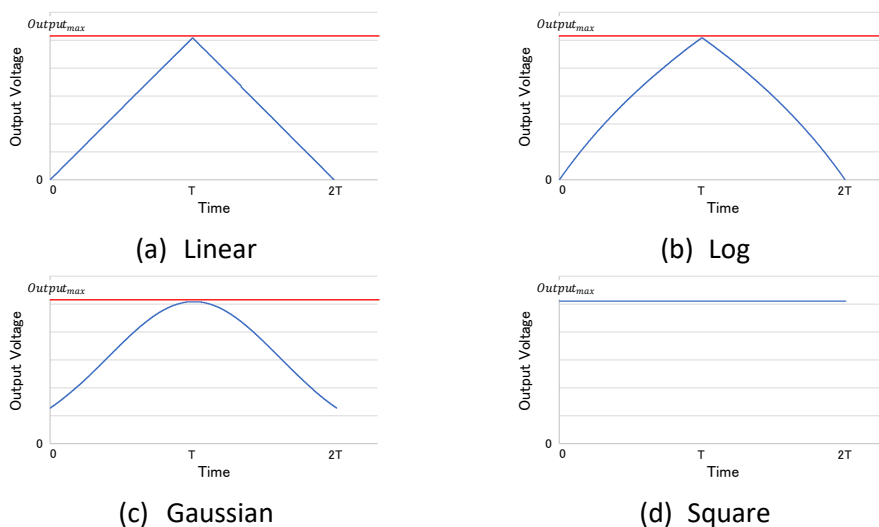 Output_max
Output Voltage
0
0 T 2T
Time
(a) Linear
Output_max
Output Voltage
0
0 T 2T
Time
(b) Log
Output_max
Output Voltage
0
0 T 2T
Time
(c) Gaussian
Output_max
Output Voltage
0
0 T 2T
Time
(d) Square